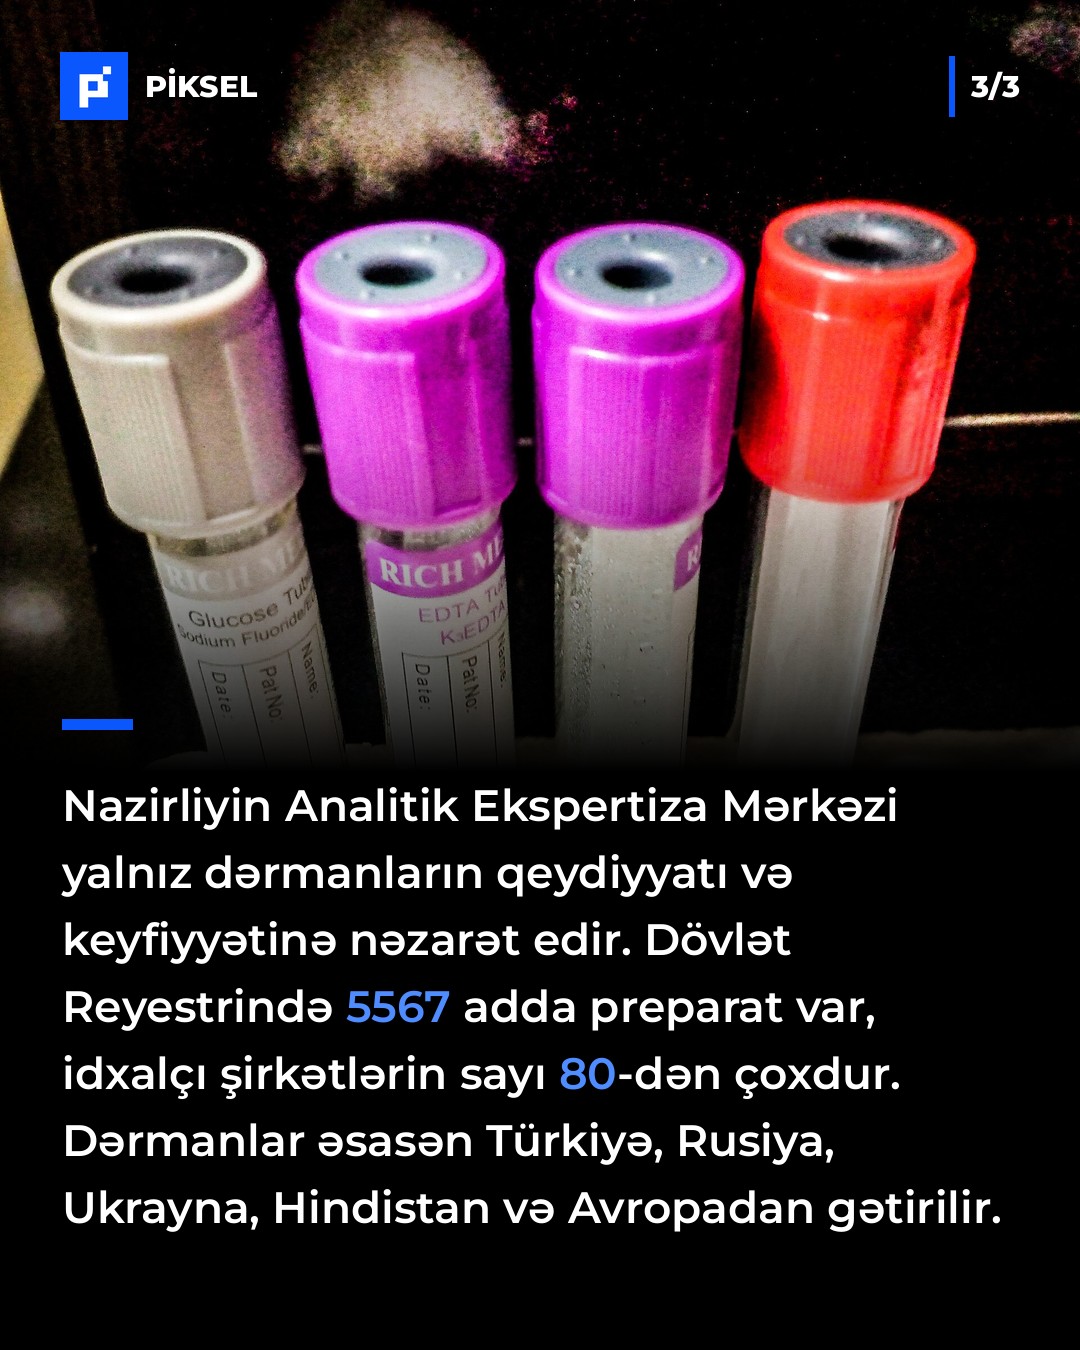 PİKSEL
3/3
RICH ME
Glucose Tub
Sodium Fluoride
Name:
Pat No:
Date:
RICH ME
EDTA Tu
K₃EDTA
Name:
Pat No:
Date:
R
Nazirliyin Analitik Ekspertiza Mərkəzi
yalnız dərmanların qeydiyyatı və
keyfiyyətinə nəzarət edir. Dövlət
Reyestrində 5567 adda preparat var,
idxalçı şirkətlərin sayı 80-dən çoxdur.
Dərmanlar əsasən Türkiyə, Rusiya,
Ukrayna, Hindistan və Avropadan gətirilir.